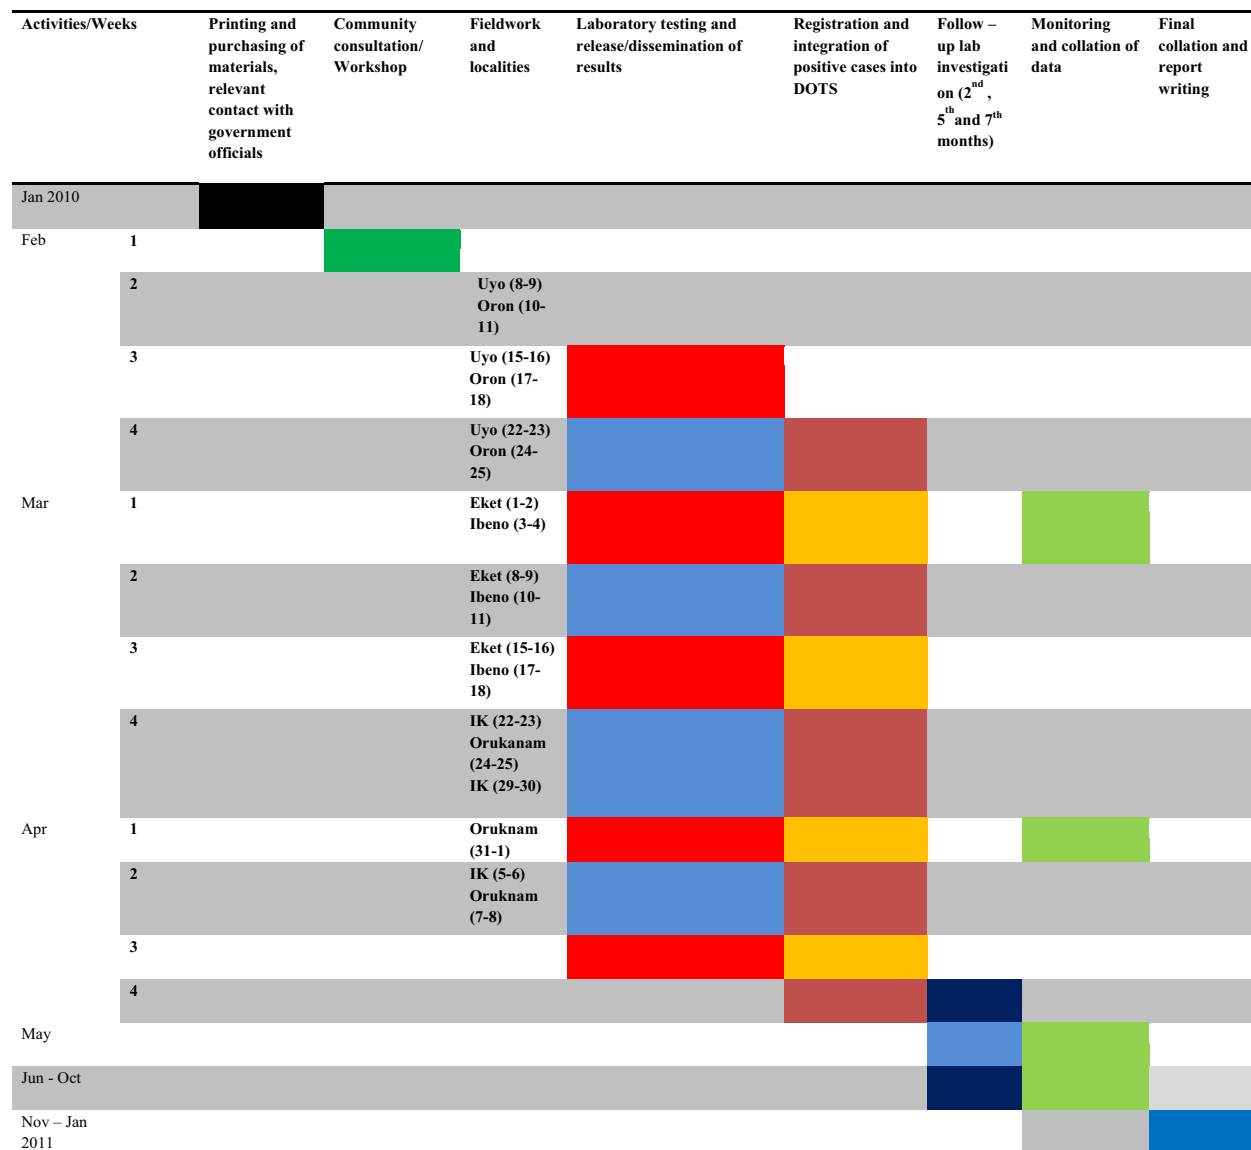 Activities/Weeks
Printing and
purchasing of
materials,
relevant
contact with
government
officials
Community
consultation/
Workshop
Fieldwork
and
localities
Laboratory testing and
release/dissemination of
results
Registration and
integration of
positive cases into
DOTS
Follow –
up lab
investigati
on (2nd ,
5th and 7th
months)
Monitoring
and collation of
data
Final
collation and
report
writing
Jan 2010
Feb 1
2 Uyo (8-9)
Oron (10-
11)
3 Uyo (15-16)
Oron (17-
18)
4 Uyo (22-23)
Oron (24-
25)
Mar 1 Eket (1-2)
Ibeno (3-4)
2 Eket (8-9)
Ibeno (10-
11)
3 Eket (15-16)
Ibeno (17-
18)
4 IK (22-23)
Orukanam
(24-25)
IK (29-30)
Apr 1 Oruknam
(31-1)
2 IK (5-6)
Oruknam
(7-8)
3
4
May
Jun - Oct
Nov – Jan
2011